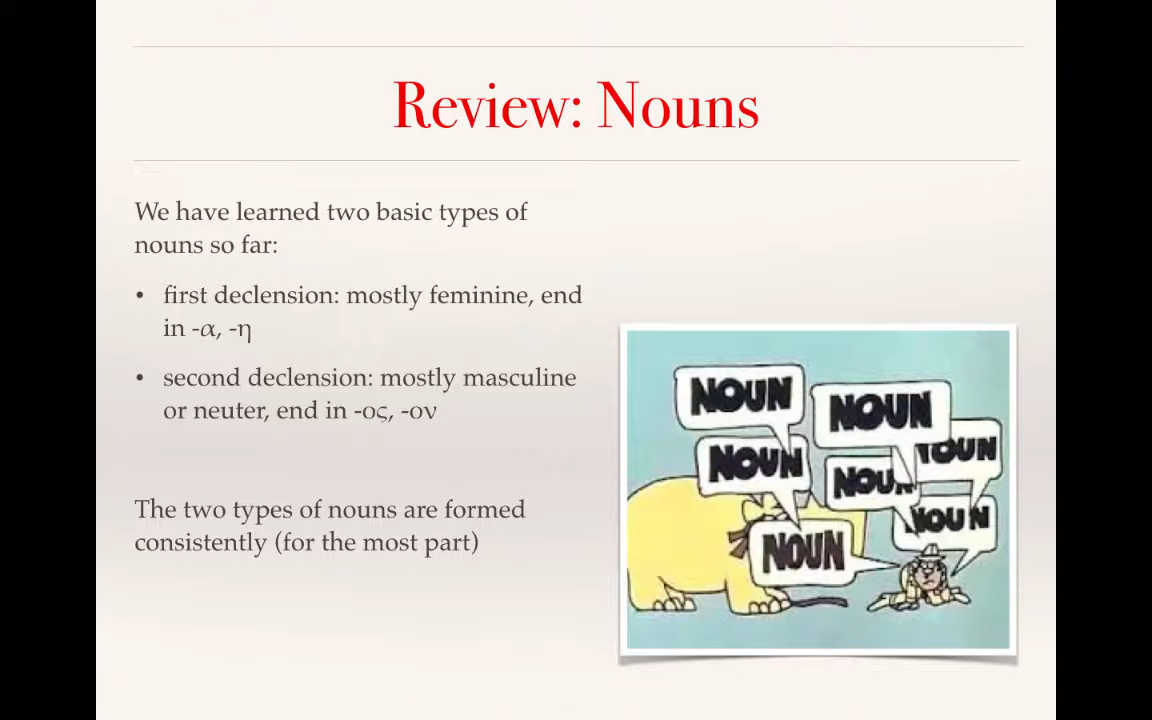 Review: Nouns
We have learned two basic types of
nouns so far:
• first declension: mostly feminine, end
in -α, -η
• second declension: mostly masculine
or neuter, end in -ος, -ον
The two types of nouns are formed
consistently (for the most part)
NOUN
NOUN
NOUN
NOUN
NOUN
NOUN
NOUN